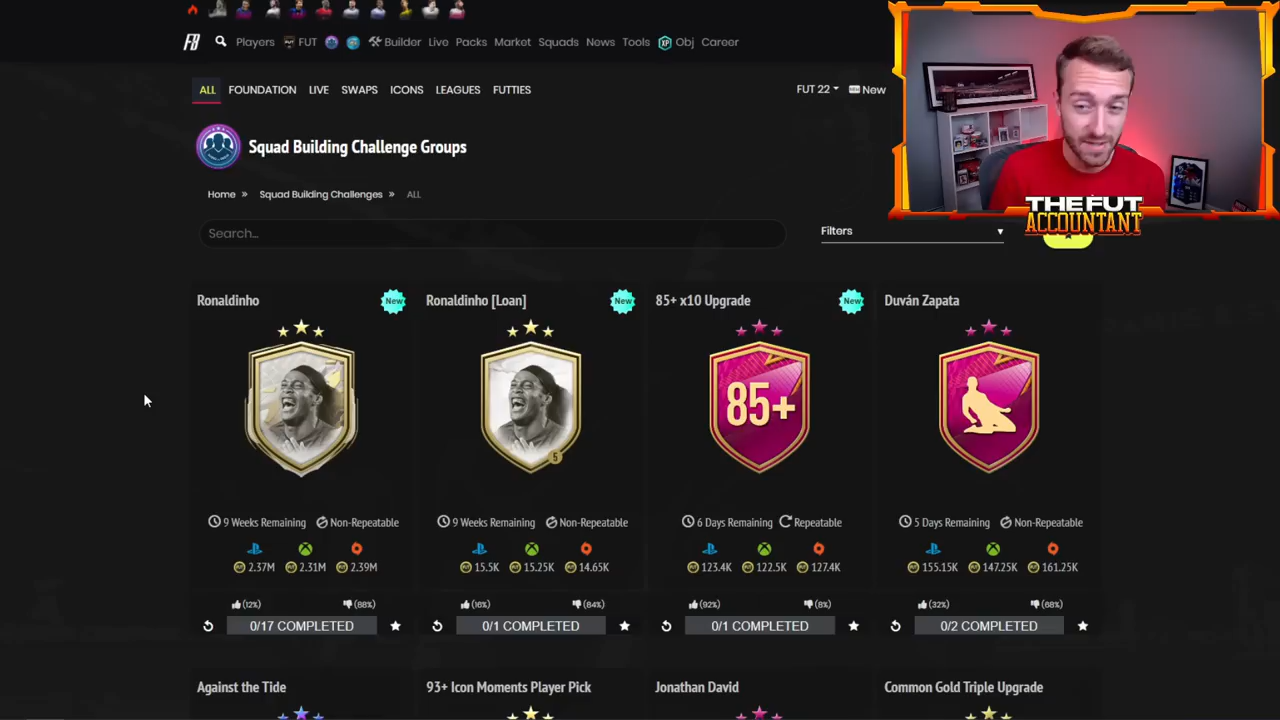 F8 Players FUT Builder Live Packs Market Squads News Tools XP Obj Career
ALL FOUNDATION LIVE SWAPS ICONS LEAGUES FUTTIES FUT 22 New
Squad Building Challenge Groups
Home » Squad Building Challenges » ALL
THE FUT
ACCOUNTANT
Search... Filters
Ronaldinho New Ronaldinho [Loan] New 85+ x10 Upgrade New Duván Zapata
85+
5
9 Weeks Remaining Non-Repeatable 9 Weeks Remaining Non-Repeatable 6 Days Remaining Repeatable 5 Days Remaining Non-Repeatable
2.37M 2.31M 2.39M 15.5K 15.25K 14.65K 123.4K 122.5K 127.4K 155.15K 147.25K 161.25K
(12%) (88%) (16%) (84%) (92%) (8%) (32%) (68%)
0/17 COMPLETED 0/1 COMPLETED 0/1 COMPLETED 0/2 COMPLETED
Against the Tide 93+ Icon Moments Player Pick Jonathan David Common Gold Triple Upgrade